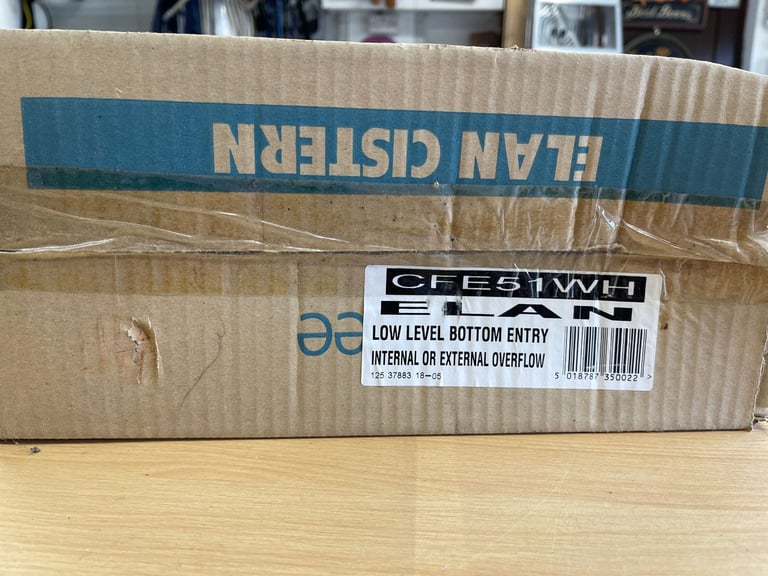 ELAN CISTERN
CFE51WH
ELAN
LOW LEVEL BOTTOM ENTRY
INTERNAL OR EXTERNAL OVERFLOW
125 37883 18-05
5 018787 350022 >